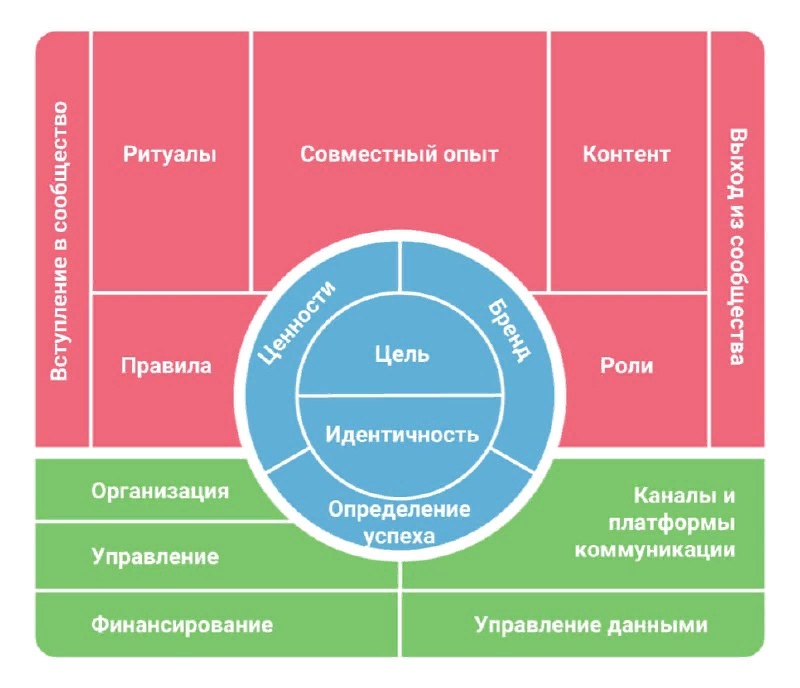 Вступление в сообщество
Ритуалы
Совместный опыт
Контент
Выход из сообщества
Ценности
Бренд
Цель
Правила
Роли
Идентичность
Организация
Определение
успеха
Каналы и
платформы
коммуникации
Управление
Финансирование
Управление данными